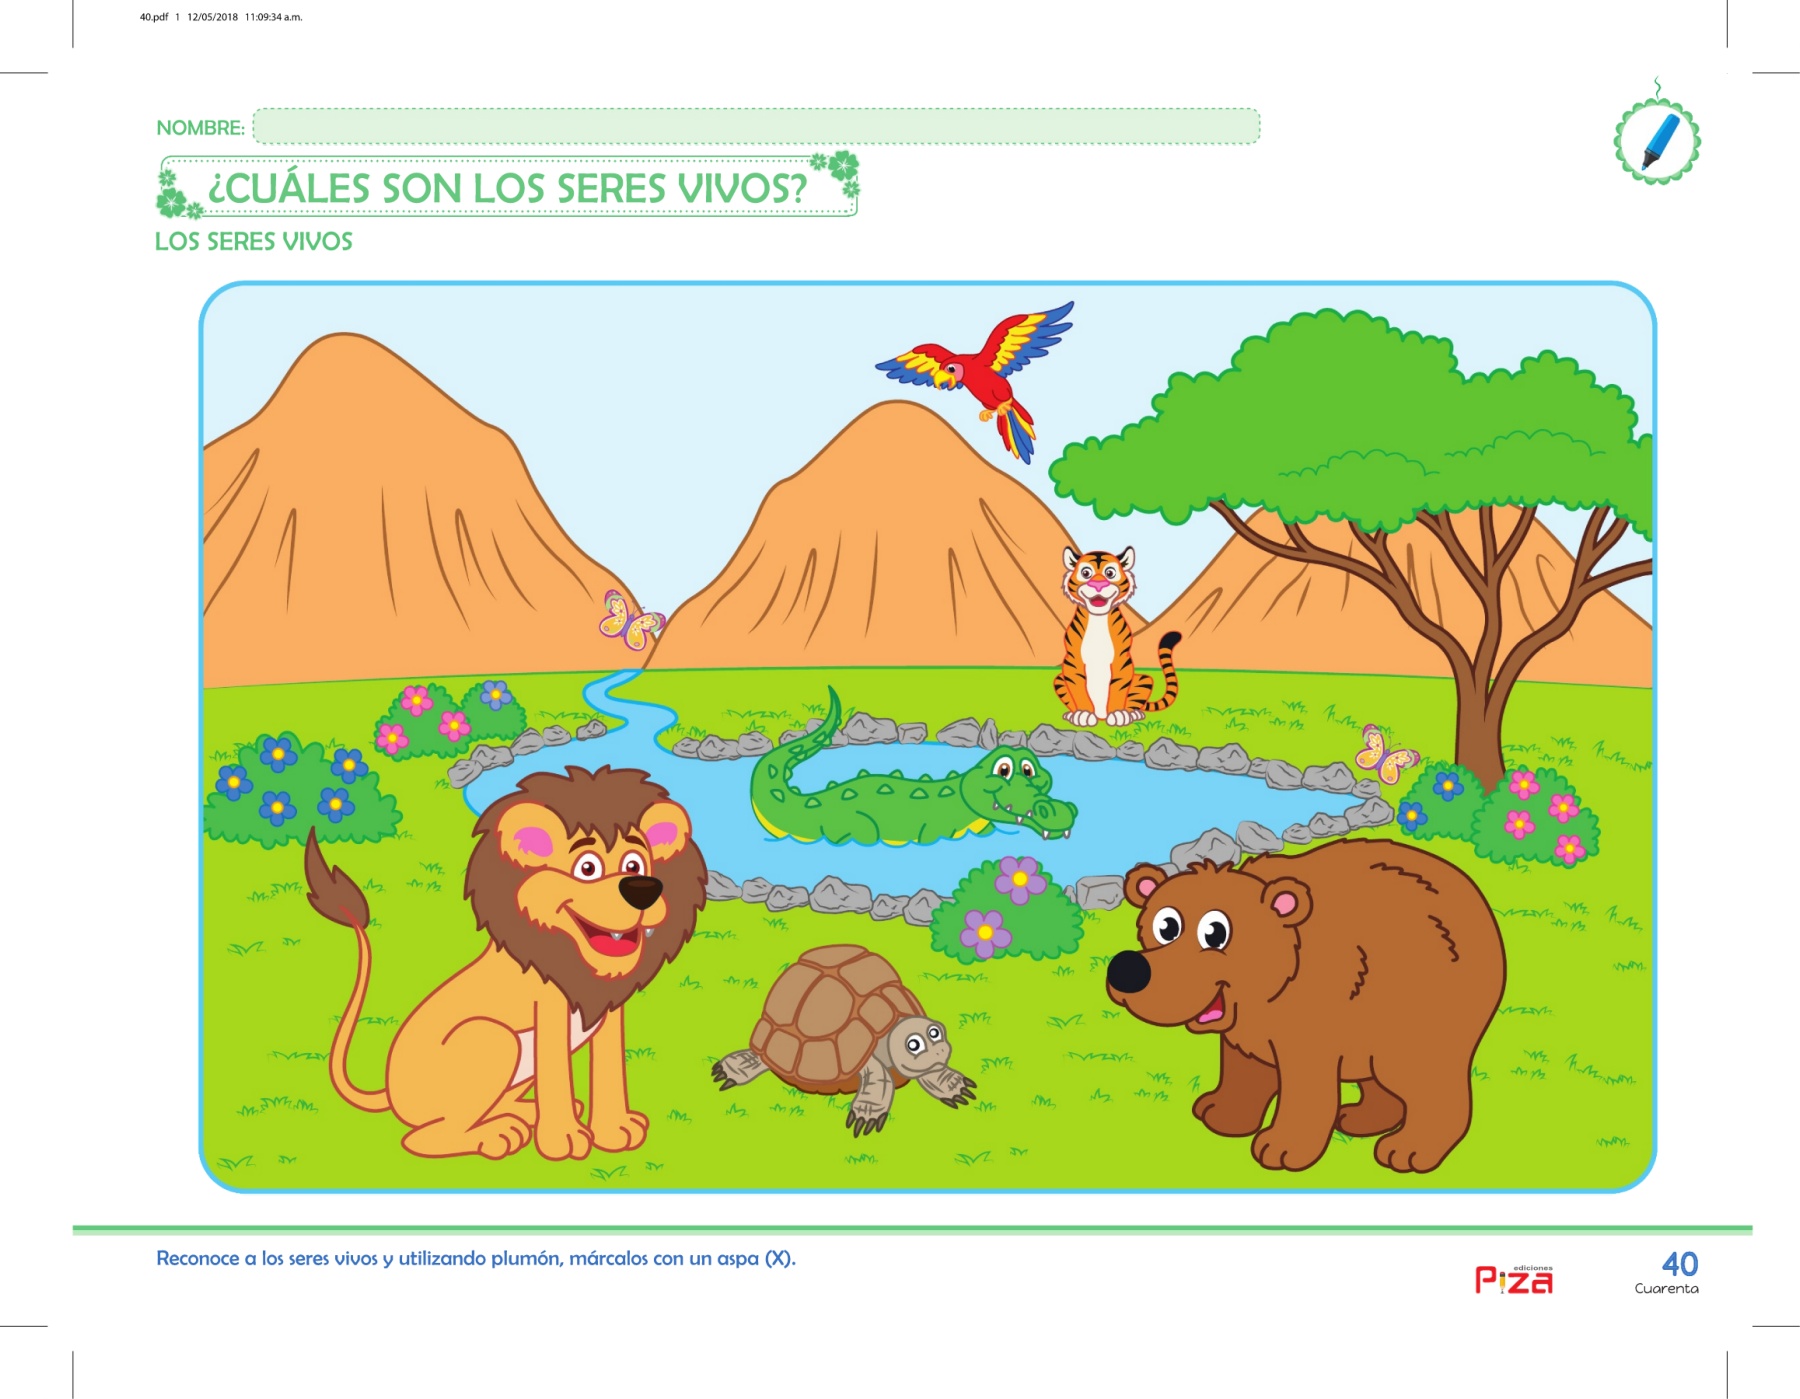 40.pdf 1 12/05/2018 11:09:34 a.m.
NOMBRE:
¿CUÁLES SON LOS SERES VIVOS?
LOS SERES VIVOS
Reconoce a los seres vivos y utilizando plumón, márcalos con un aspa (X).
ediciones
Piza
40
Cuarenta